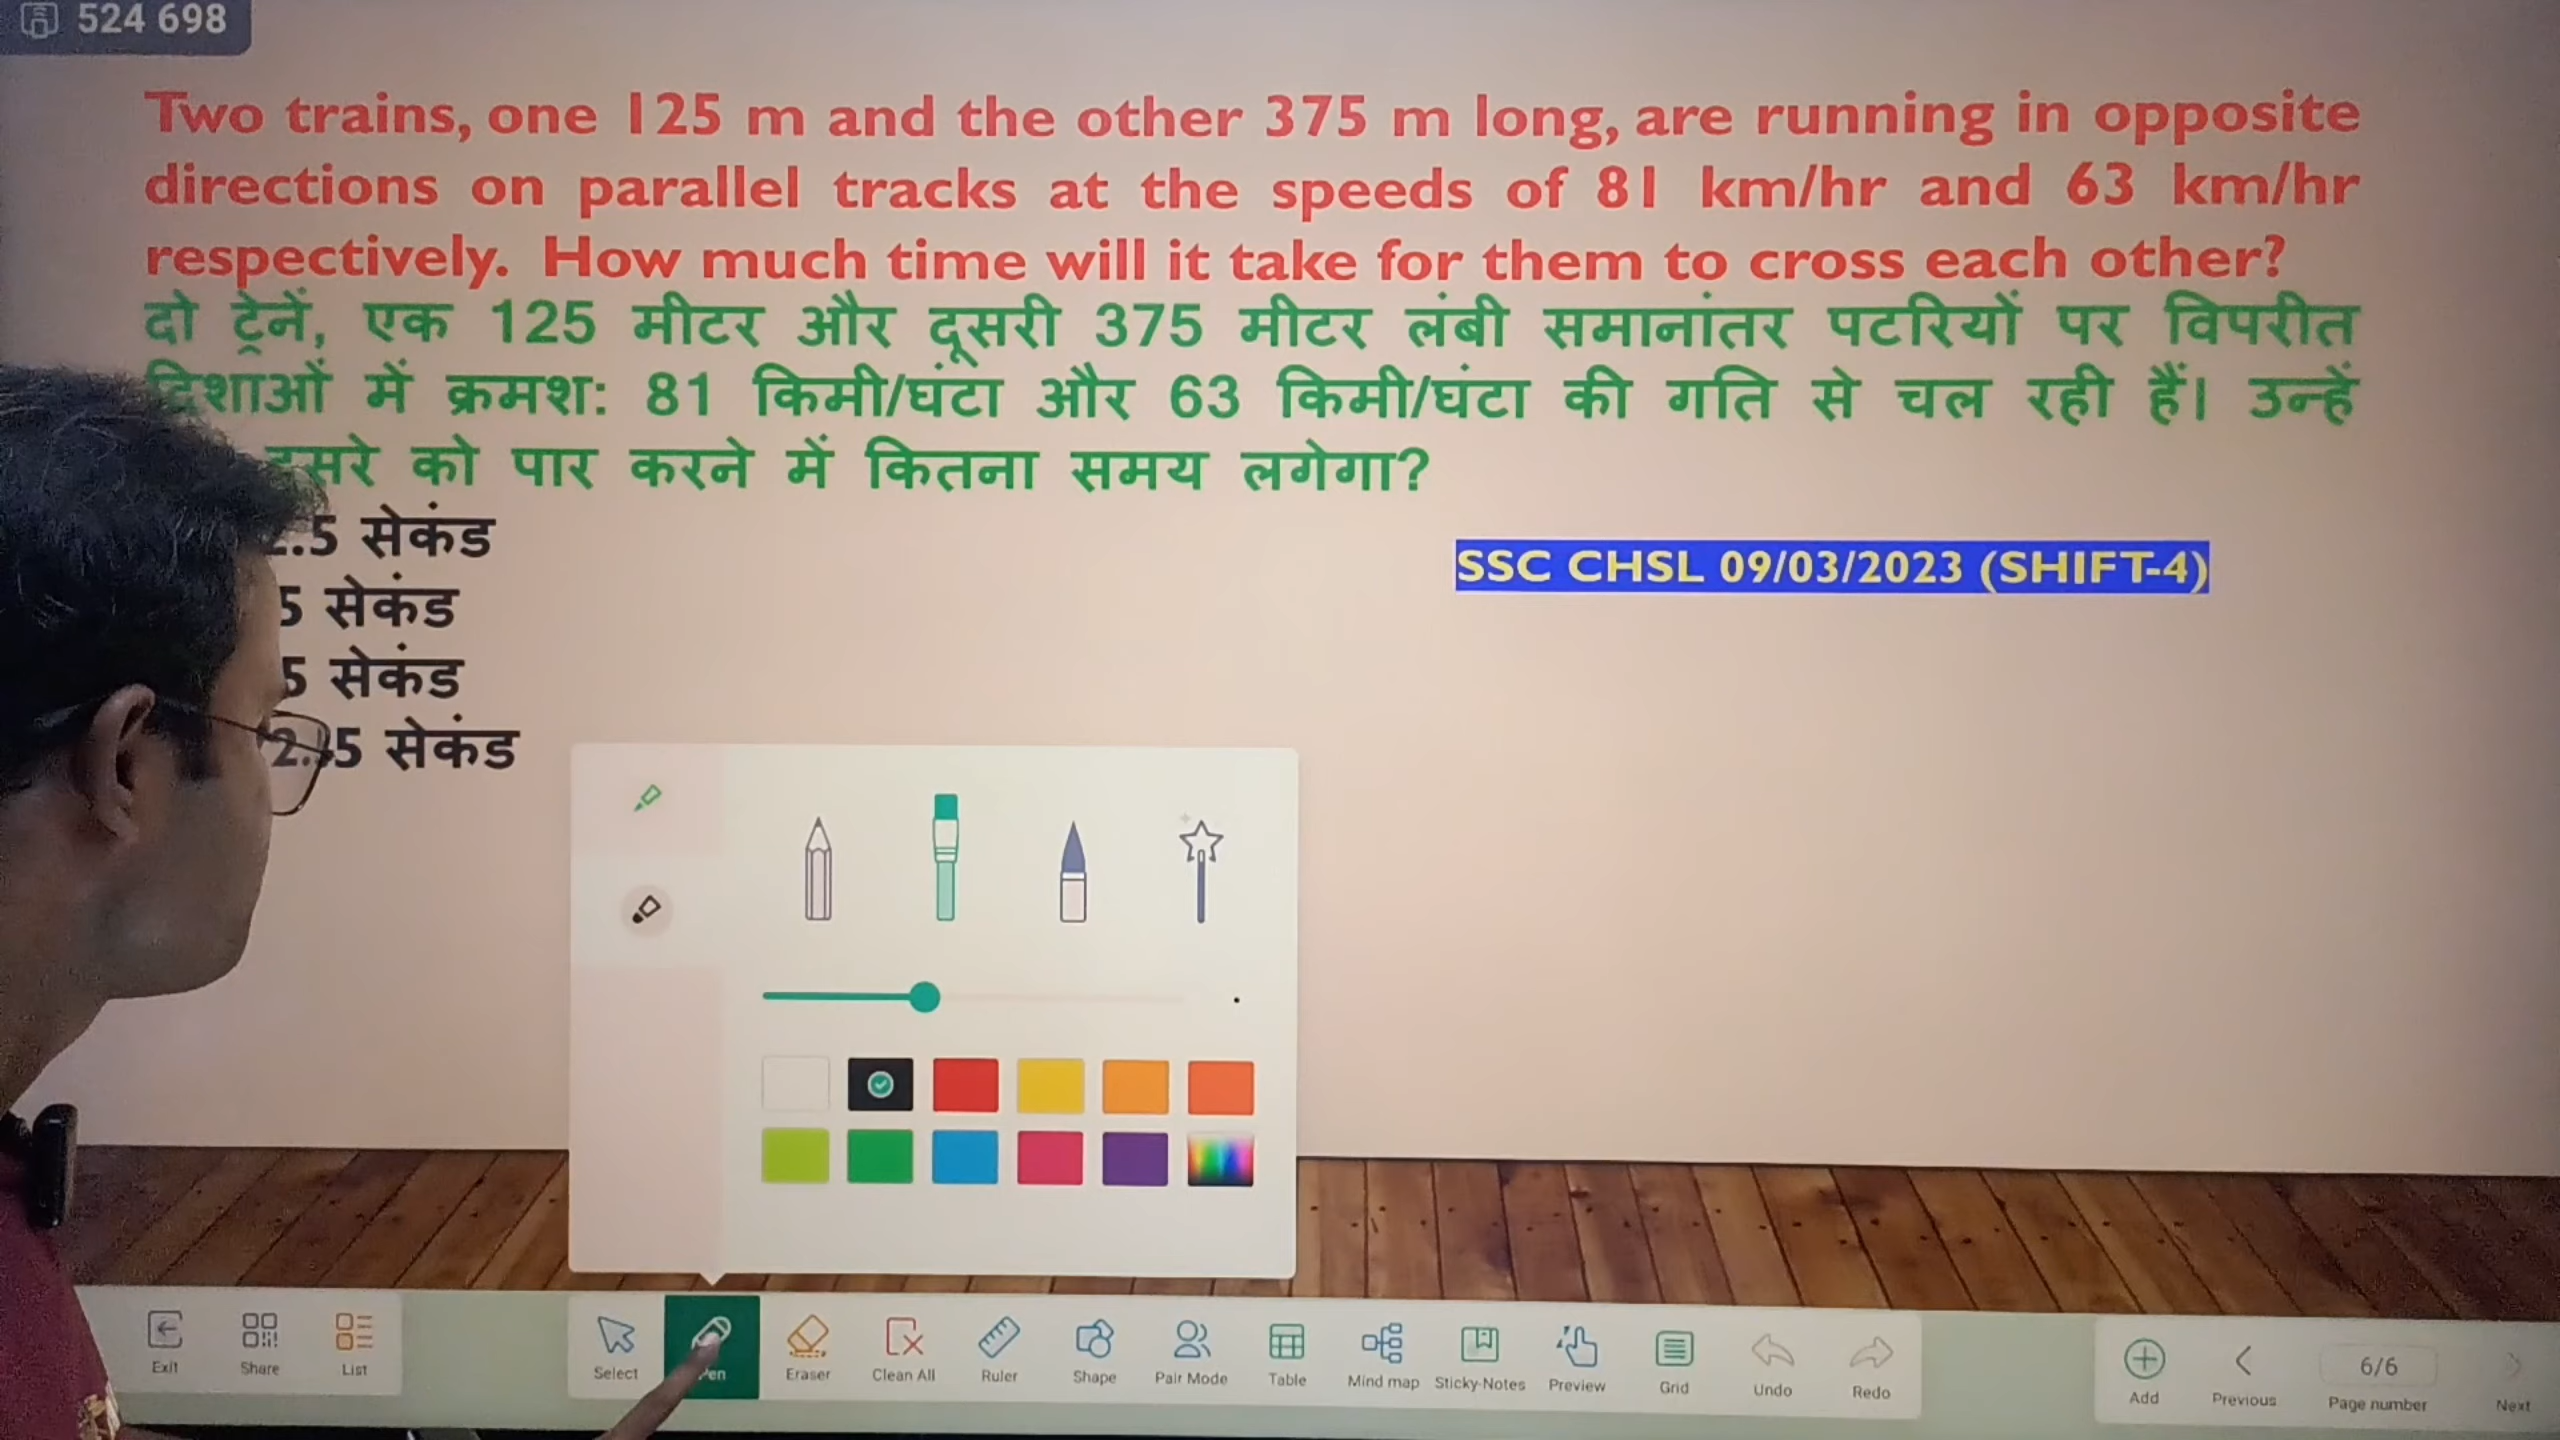 524 698
Two trains, one 125 m and the other 375 m long, are running in opposite
directions on parallel tracks at the speeds of 81 km/hr and 63 km/hr
respectively. How much time will it take for them to cross each other?
दो ट्रेनें, एक 125 मीटर और दूसरी 375 मीटर लंबी समानांतर पटरियों पर विपरीत
दिशाओं में क्रमश: 81 किमी/घंटा और 63 किमी/घंटा की गति से चल रही हैं। उन्हें
को पार करने में कितना समय लगेगा?
.5 सेकंड
5 सेकंड
5 सेकंड
सेकंड
SSC CHSL 09/03/2023 (SHIFT-4)
Exit
Share
List
Select
Eraser
Clean All
Ruler
Shape
Pair Mode
Table
Mind map
Sticky-Notes
Preview
Grid
Undo
Redo
Add
Previous
6/6
Page number
Next